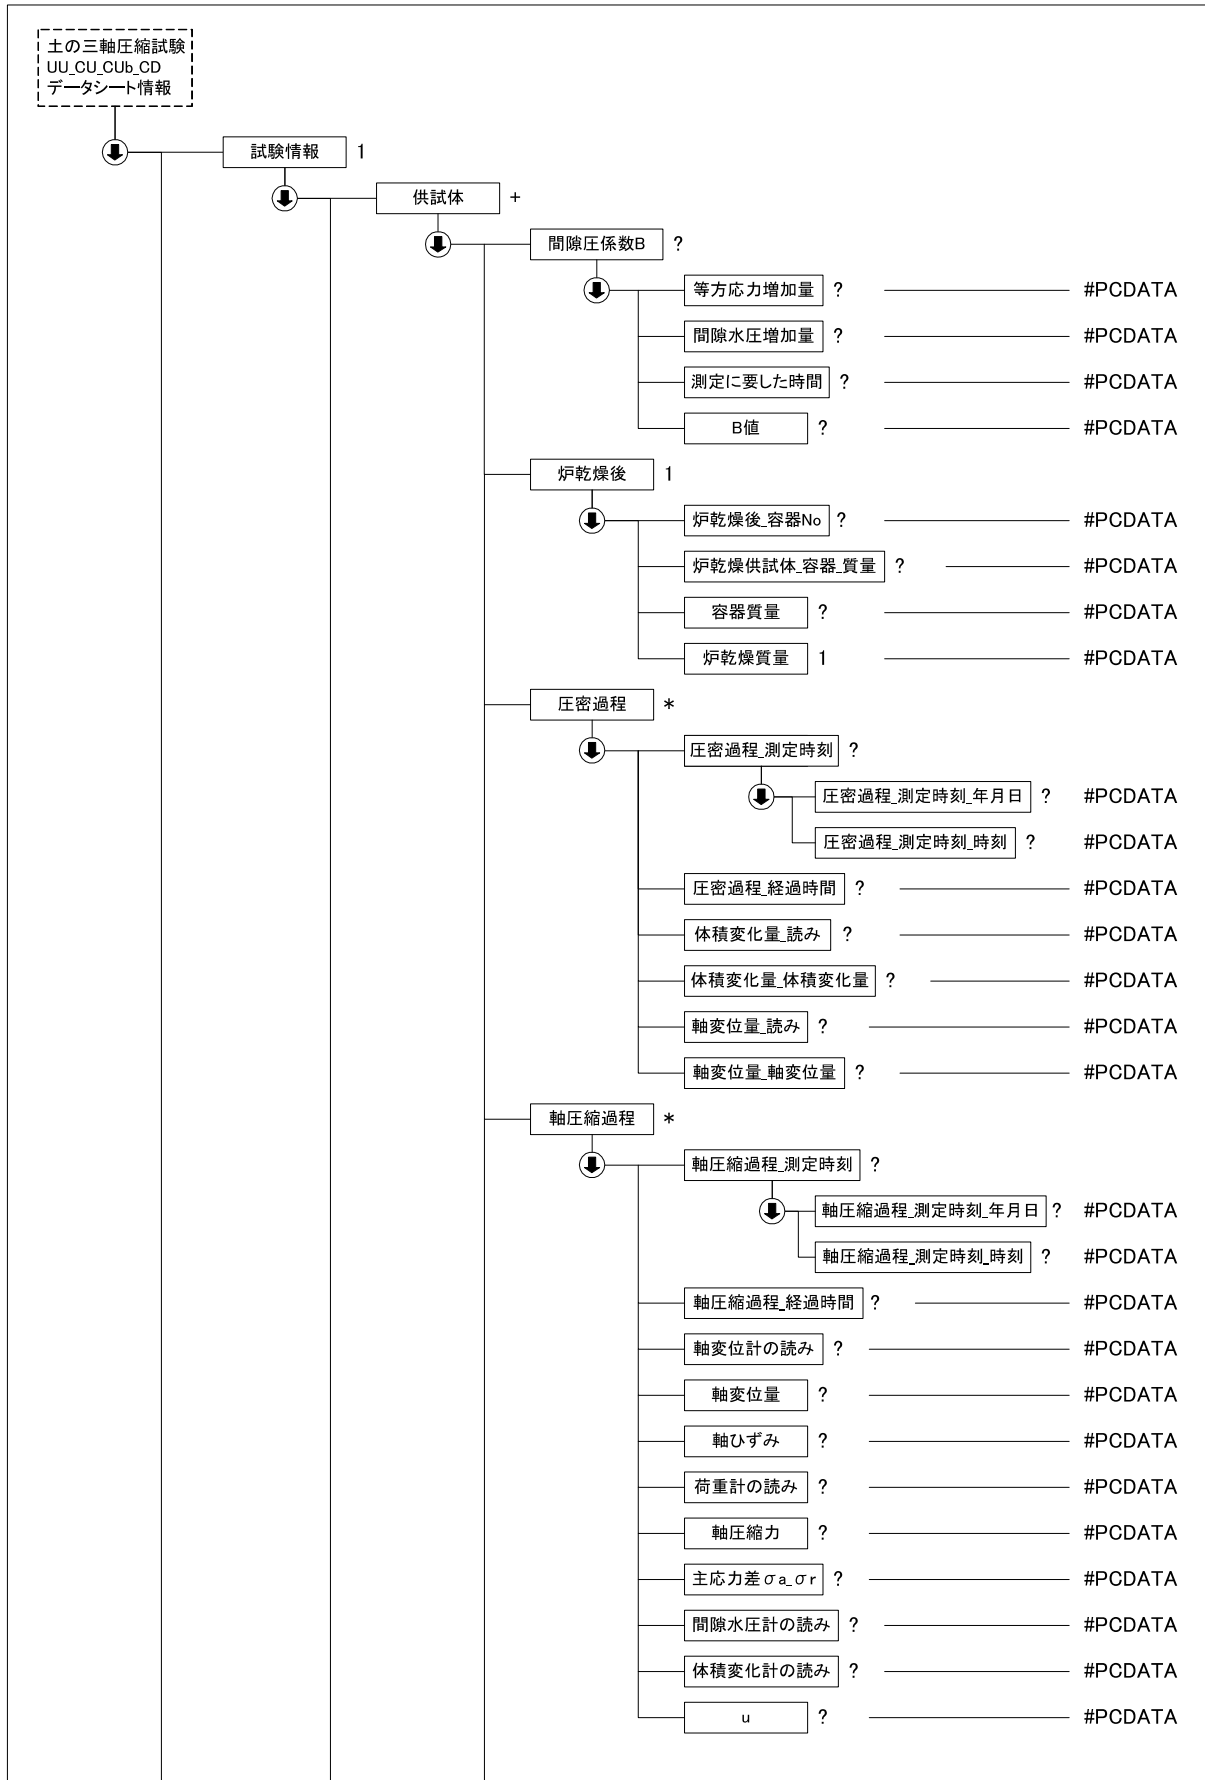 土の三軸圧縮試験
UU_CU_CUb_CD
データシート情報
試験情報 1
供試体 +
間隙圧係数B ?
等方応力増加量 ? #PCDATA
間隙水圧増加量 ? #PCDATA
測定に要した時間 ? #PCDATA
B値 ? #PCDATA
炉乾燥後 1
炉乾燥後_容器No ? #PCDATA
炉乾燥供試体_容器_質量 ? #PCDATA
容器質量 ? #PCDATA
炉乾燥質量 1 #PCDATA
圧密過程 *
圧密過程_測定時刻 ?
圧密過程_測定時刻_年月日 ? #PCDATA
圧密過程_測定時刻_時刻 ? #PCDATA
圧密過程_経過時間 ? #PCDATA
体積変化量_読み ? #PCDATA
体積変化量_体積変化量 ? #PCDATA
軸変位量_読み ? #PCDATA
軸変位量_軸変位量 ? #PCDATA
軸圧縮過程 *
軸圧縮過程_測定時刻 ?
軸圧縮過程_測定時刻_年月日 ? #PCDATA
軸圧縮過程_測定時刻_時刻 ? #PCDATA
軸圧縮過程_経過時間 ? #PCDATA
軸変位計の読み ? #PCDATA
軸変位量 ? #PCDATA
軸ひずみ ? #PCDATA
荷重計の読み ? #PCDATA
軸圧縮力 ? #PCDATA
主応力差σa_σr ? #PCDATA
間隙水圧計の読み ? #PCDATA
体積変化計の読み ? #PCDATA
u ? #PCDATA